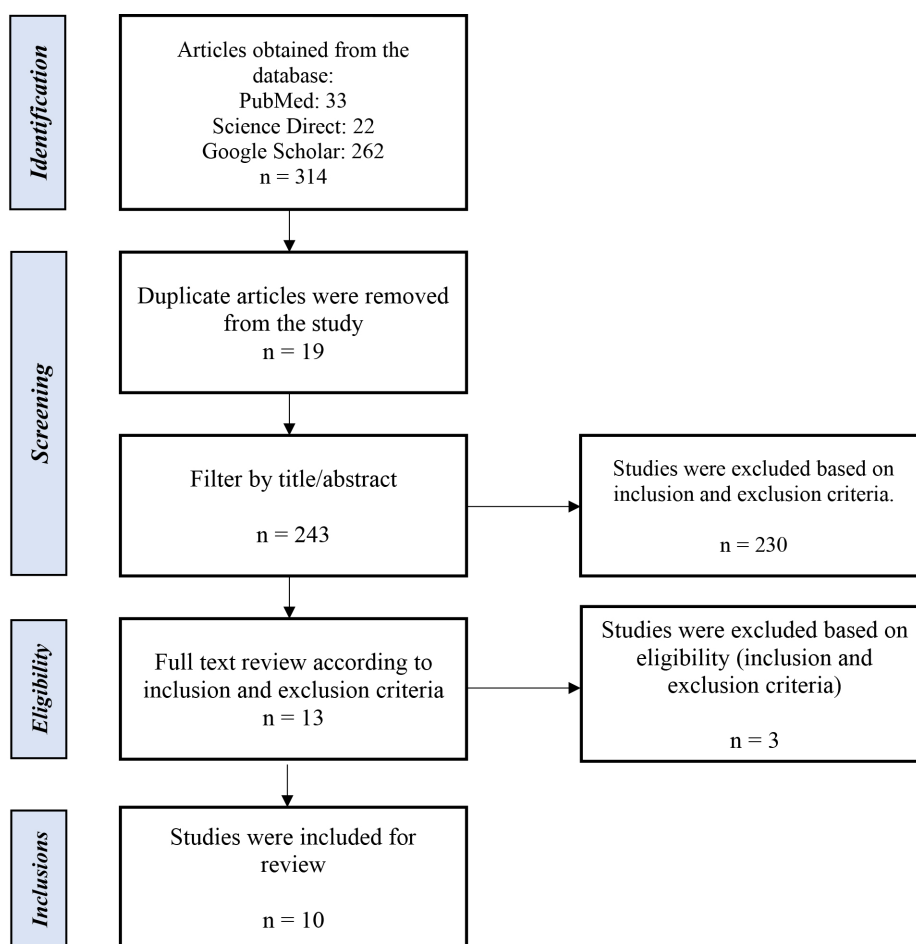 Identification
Articles obtained from the
database:
PubMed: 33
Science Direct: 22
Google Scholar: 262
n = 314
Screening
Duplicate articles were removed
from the study
n = 19
Filter by title/abstract
n = 243
Studies were excluded based on
inclusion and exclusion criteria.
n = 230
Eligibility
Full text review according to
inclusion and exclusion criteria
n = 13
Studies were excluded based on
eligibility (inclusion and
exclusion criteria)
n = 3
Inclusions
Studies were included for
review
n = 10